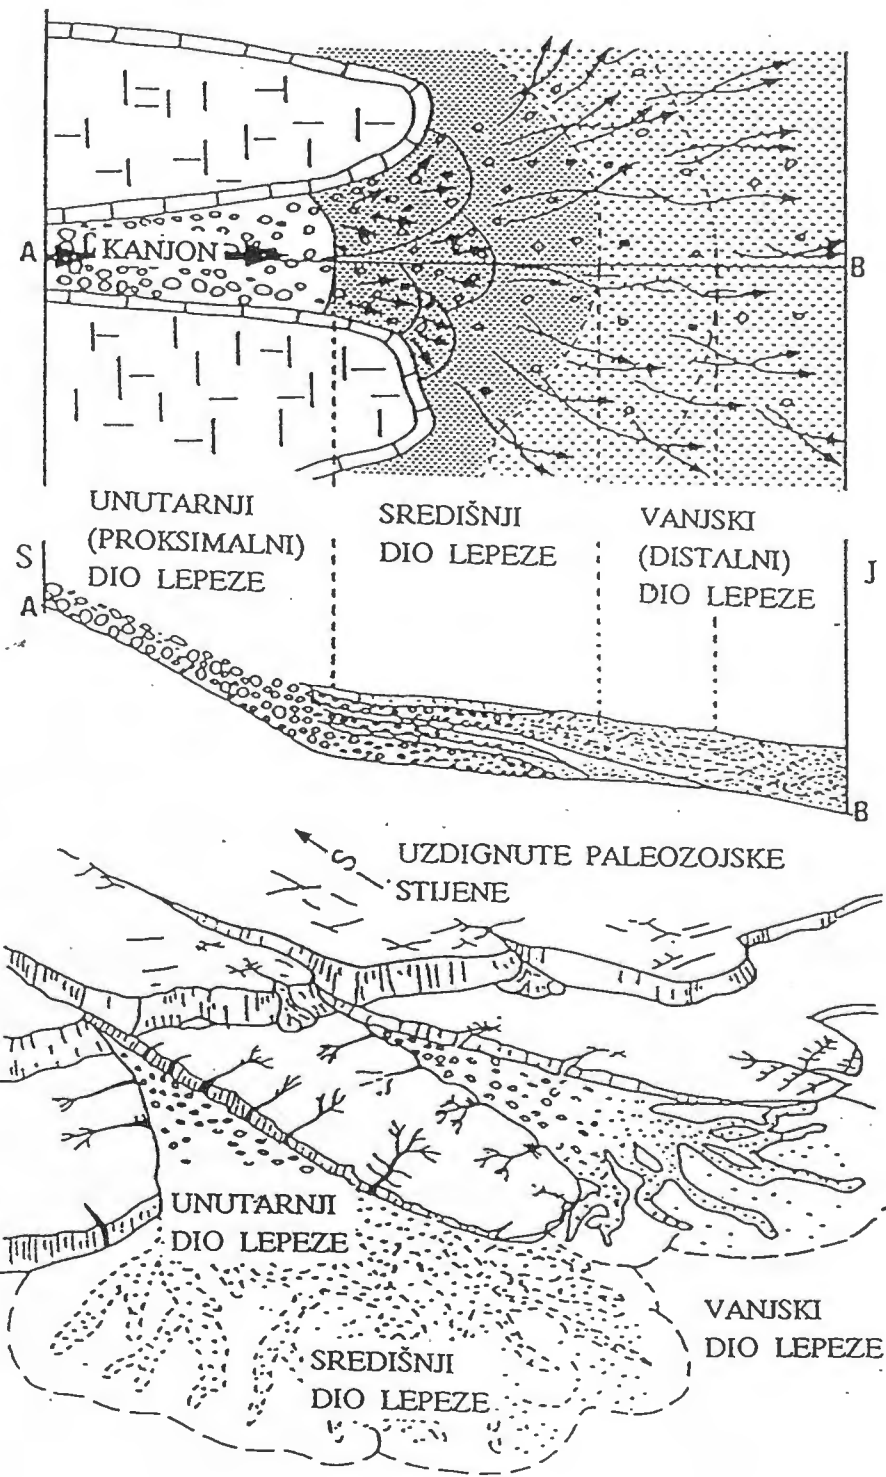 A
KANJON
B
UNUTARNJI
(PROKSIMALNI)
DIO LEPEZE
SREDIŠNJI
DIO LEPEZE
VANJSKI
(DISTALNI)
DIO LEPEZE
S
J
A
B
S
UZDIGNUTE PALEOZOJSKE
STIJENE
UNUTARNJI
DIO LEPEZE
SREDIŠNJI
DIO LEPEZE
VANJSKI
DIO LEPEZE